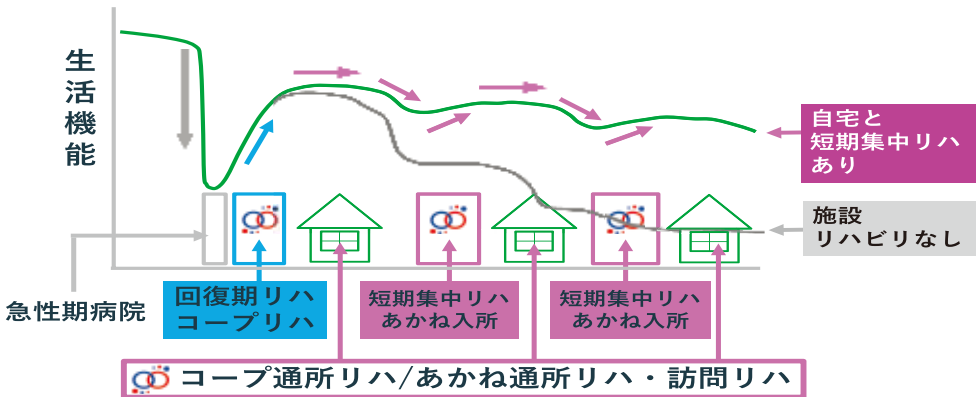 生活機能
自宅と
短期集中リハ
あり
施設
リハビリなし
急性期病院
回復期リハ
コープリハ
短期集中リハ
あかね入所
短期集中リハ
あかね入所
コープ通所リハ/あかね通所リハ・訪問リハ